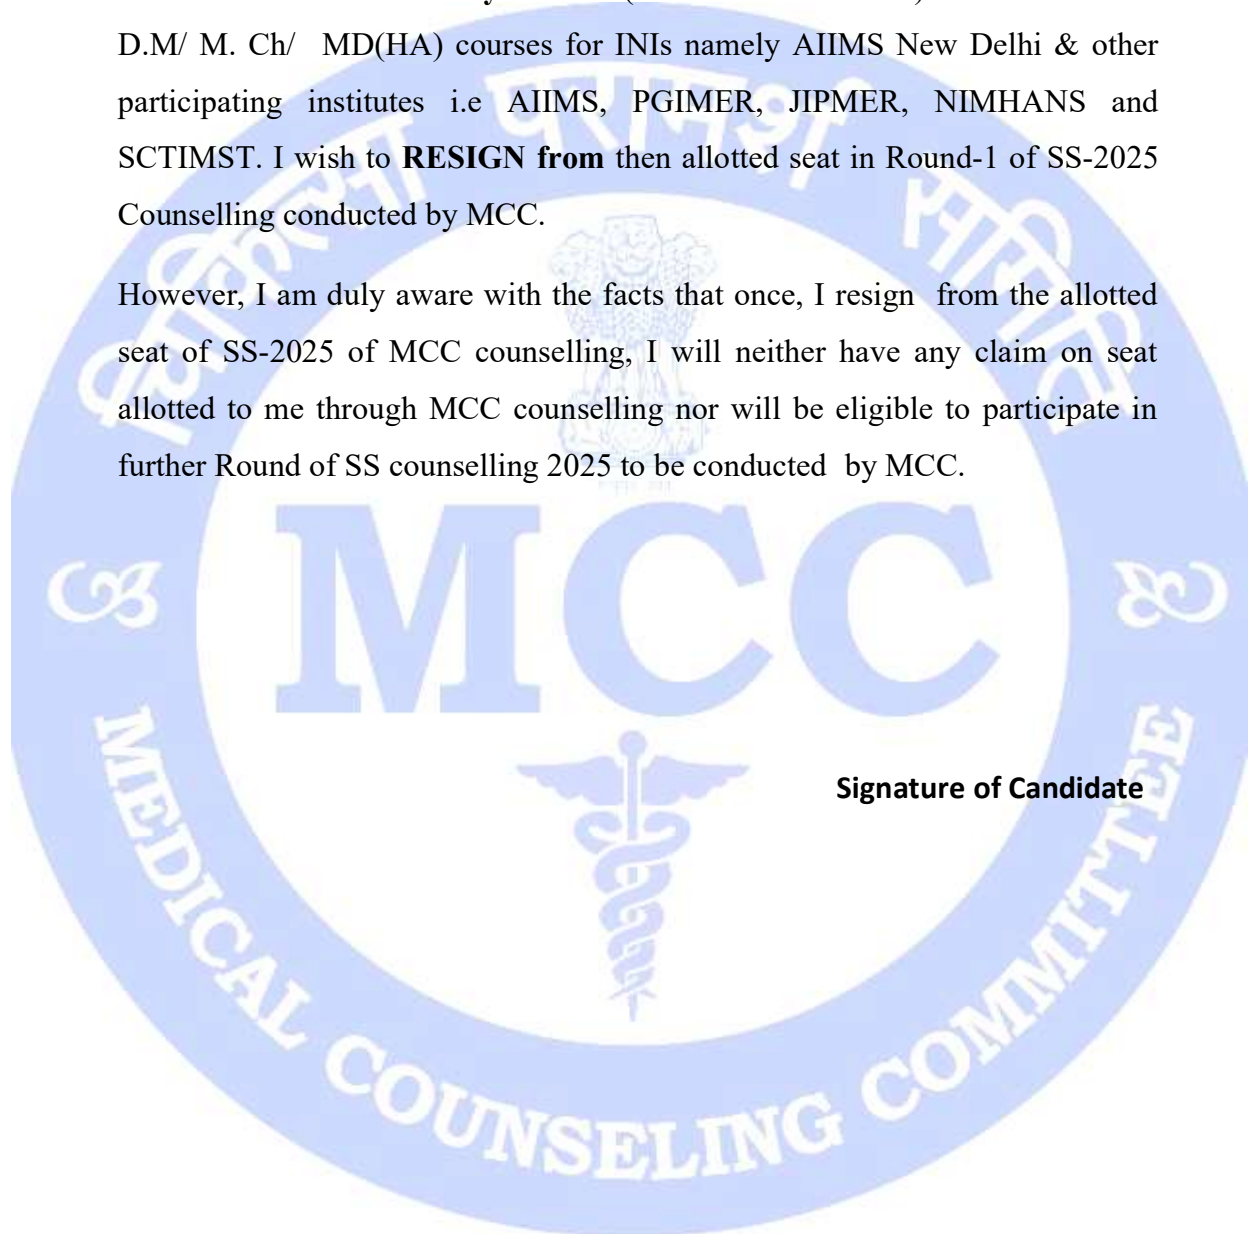 D.M/ M. Ch/ MD(HA) courses for INIs namely AIIMS New Delhi & other
participating institutes i.e AIIMS, PGIMER, JIPMER, NIMHANS and
SCTIMST. I wish to RESIGN from then allotted seat in Round-1 of SS-2025
Counselling conducted by MCC.
However, I am duly aware with the facts that once, I resign from the allotted
seat of SS-2025 of MCC counselling, I will neither have any claim on seat
allotted to me through MCC counselling nor will be eligible to participate in
further Round of SS counselling 2025 to be conducted by MCC.
चिकित्सा परामर्श समिति
MCC
Signature of Candidate
MEDICAL COUNSELING COMMITTEE